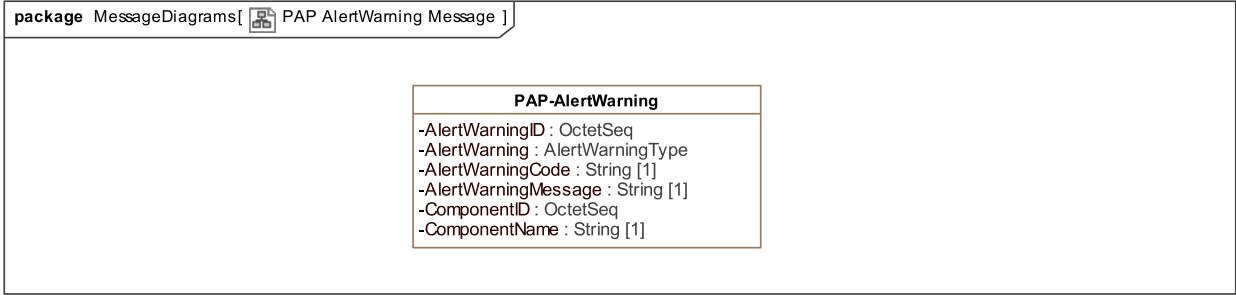 package MessageDiagrams[ PAP AlertWarning Message ]
PAP-AlertWarning
-AlertWarningID : OctetSeq
-AlertWarning : AlertWarningType
-AlertWarningCode : String [1]
-AlertWarningMessage : String [1]
-ComponentID : OctetSeq
-ComponentName : String [1]